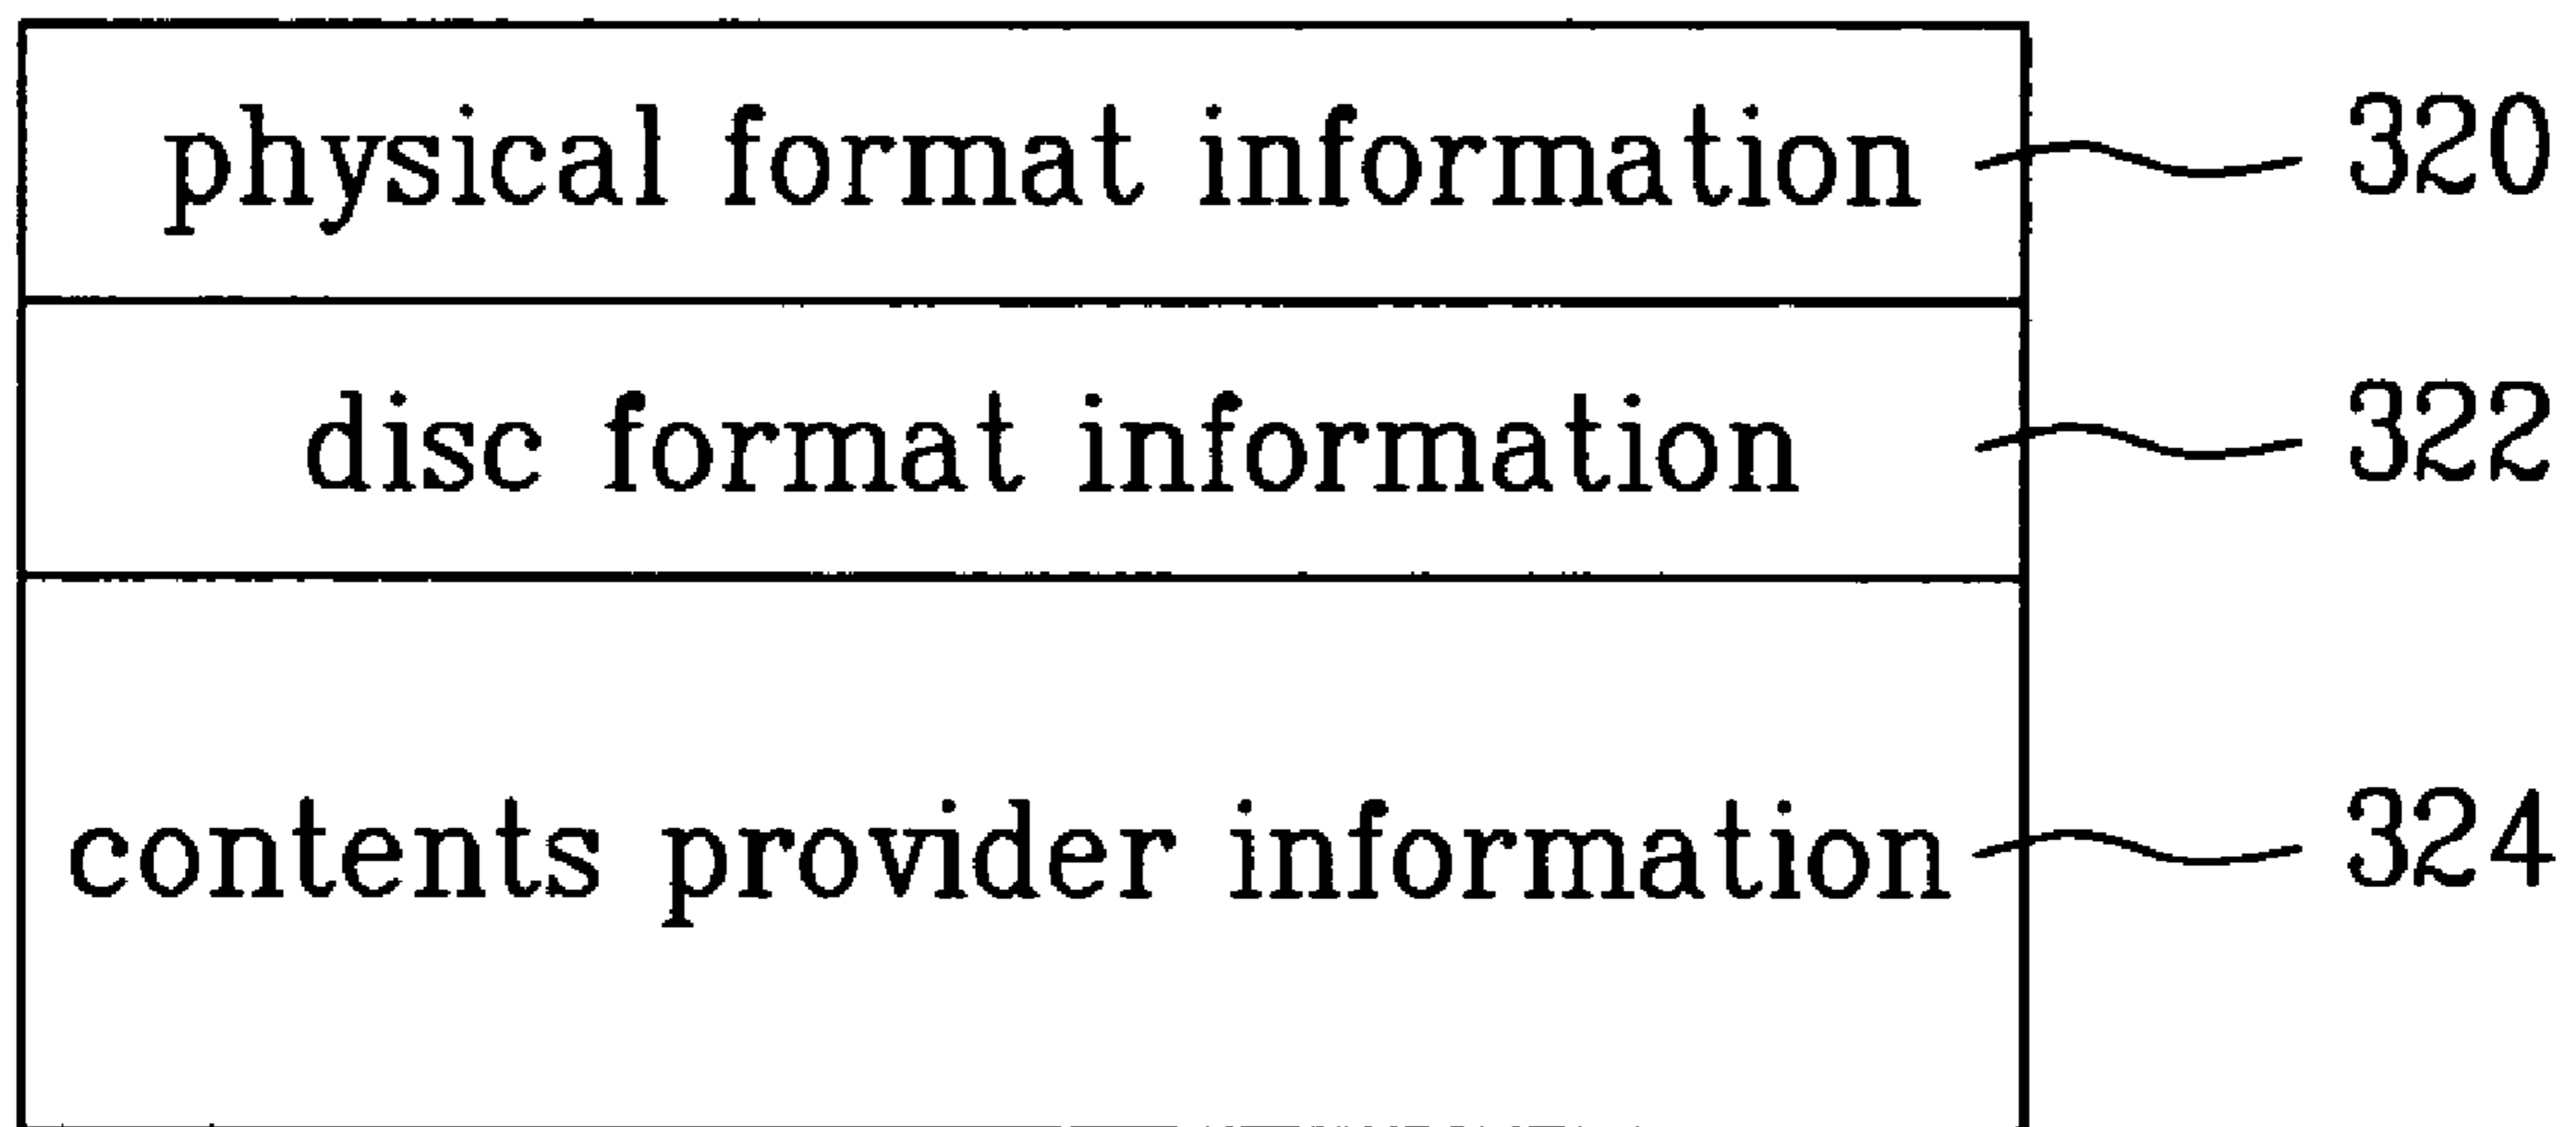 physical format information 320
disc format information 322
contents provider information 324